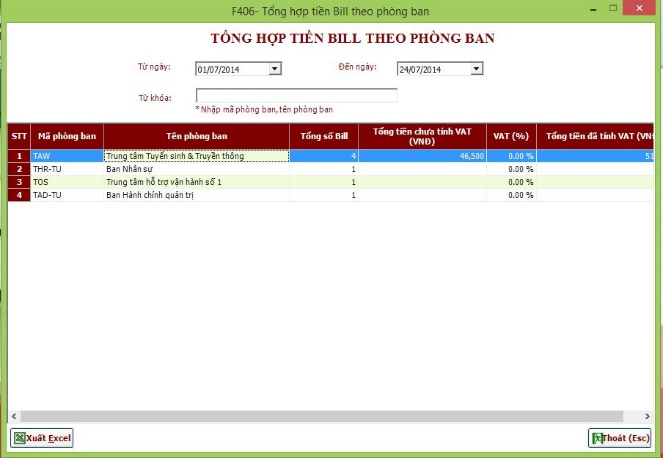 F406- Tổng hợp tiền Bill theo phòng ban
TỔNG HỢP TIỀN BILL THEO PHÒNG BAN
Từ ngày: 01/07/2014 Đến ngày: 24/07/2014
Từ khóa:
* Nhập mã phòng ban, tên phòng ban
STT Mã phòng ban Tên phòng ban Tổng số Bill Tổng tiền chưa tính VAT (VNĐ) VAT (%) Tổng tiền đã tính VAT (VNĐ
1 TAW Trung tâm Tuyển sinh & Truyền thông 4 46,500 0.00 % 51
2 THR-TU Ban Nhân sự 1 0.00 %
3 TOS Trung tâm hỗ trợ vận hành số 1 1 0.00 %
4 TAD-TU Ban Hành chính quản trị 1 0.00 %
Xuất Excel Thoát (Esc)